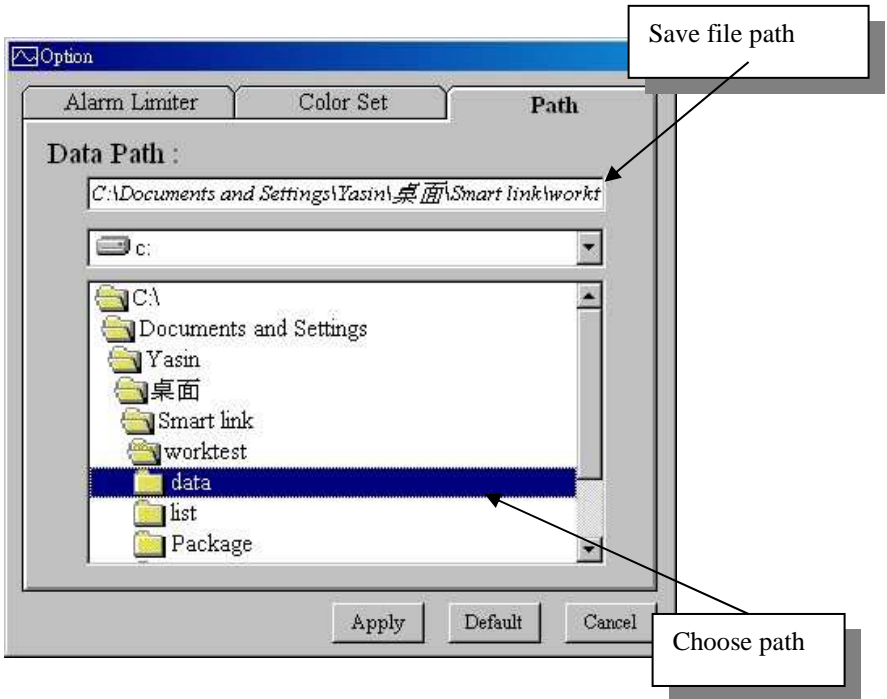 Save file path
Option
Alarm Limiter Color Set Path
Data Path :
C:\Documents and Settings\Yasin\桌面\Smart link\workt
c:
C:\
Documents and Settings
Yasin
桌面
Smart link
worktest
data
list
Package
Apply Default Cancel
Choose path